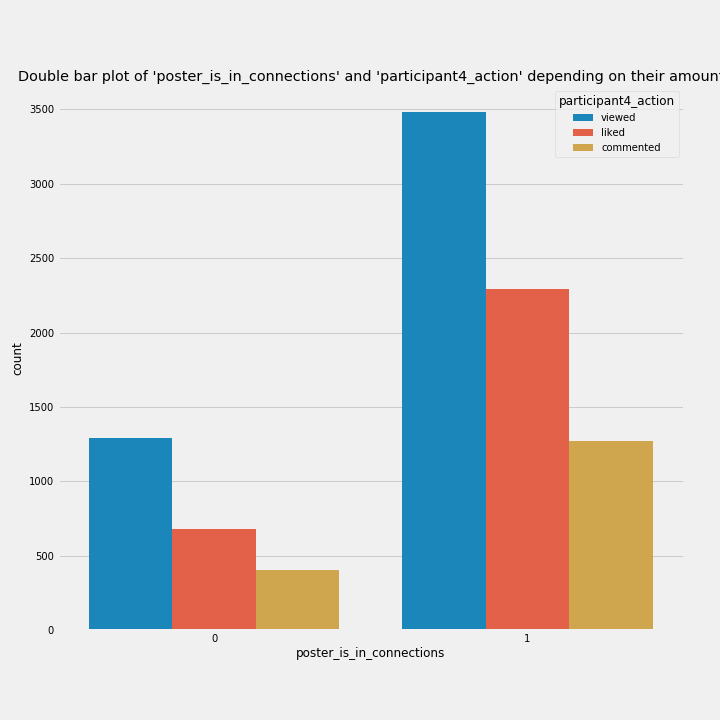 Double bar plot of 'poster_is_in_connections' and 'participant4_action' depending on their amount
participant4_action
viewed
liked
commented
3500
3000
2500
2000
1500
1000
500
0
count
0
1
poster_is_in_connections